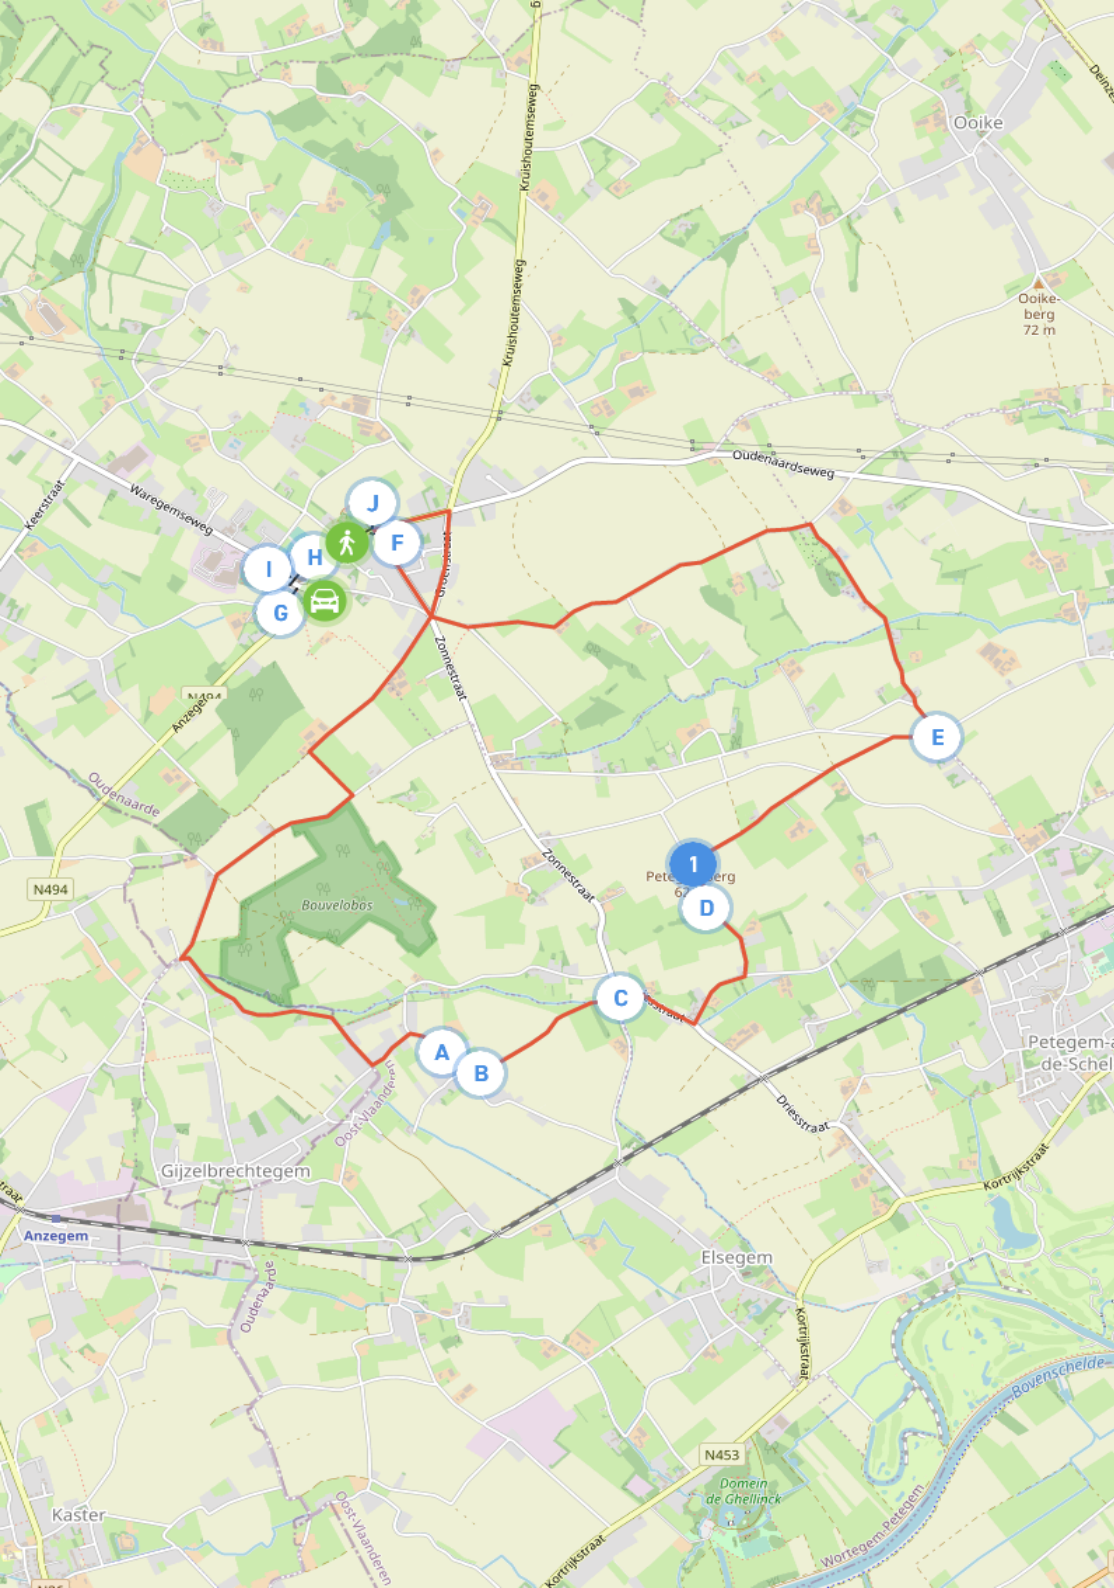 Kruishoutemseweg
Deinze
Ooike
Ooike-
berg
72 m
Kruishoutemseweg
Oudenaardseweg
Keerstraat
Waregemseweg
J
F
H
I
G
Zonnestraat
N494
Oudenaarde
E
1
D
N494
Zonnestraat
Bouvelobos
C
A
B
Petegem-a
de-Schel
Oost-Vlaanderen
Driesstraat
Gijzelbrechtegem
Kortrijkstraat
Anzegem
Elsegem
Oudenaarde
Kortrijkstraat
Bovenschelde
N453
Domein
de Ghellinck
Kaster
Oost-Vlaanderen
Wortegem-Petegem
Kortrijkstraat